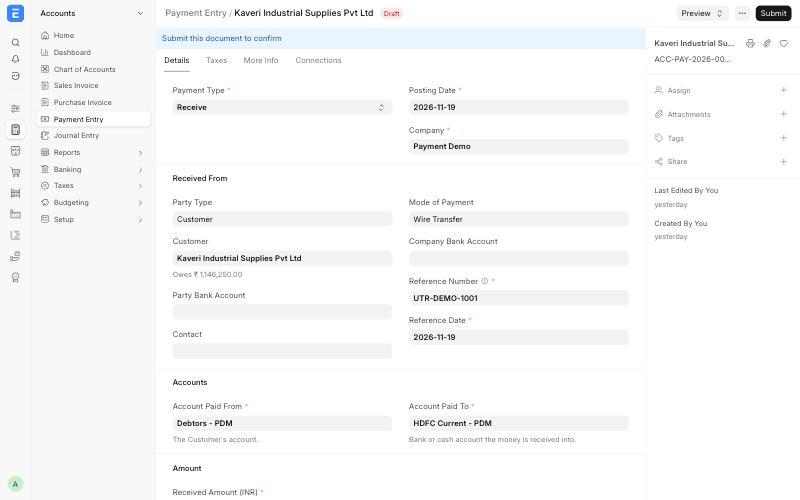 Accounts
Home
Dashboard
Chart of Accounts
Sales Invoice
Purchase Invoice
Payment Entry
Journal Entry
Reports
Banking
Taxes
Budgeting
Setup
A
Payment Entry / Kaveri Industrial Supplies Pvt Ltd Draft
Preview
Submit
Submit this document to confirm
Details Taxes More Info Connections
Payment Type *
Receive
Posting Date *
2026-11-19
Company *
Payment Demo
Received From
Party Type
Customer
Customer
Kaveri Industrial Supplies Pvt Ltd
Owes ₹ 1,146,250.00
Party Bank Account
Contact
Mode of Payment
Wire Transfer
Company Bank Account
Reference Number *
UTR-DEMO-1001
Reference Date *
2026-11-19
Accounts
Account Paid From *
Debtors - PDM
The Customer's account.
Account Paid To *
HDFC Current - PDM
Bank or cash account the money is received into.
Amount
Received Amount (INR) *
Kaveri Industrial Su...
ACC-PAY-2026-00...
Assign
Attachments
Tags
Share
Last Edited By You
yesterday
Created By You
yesterday